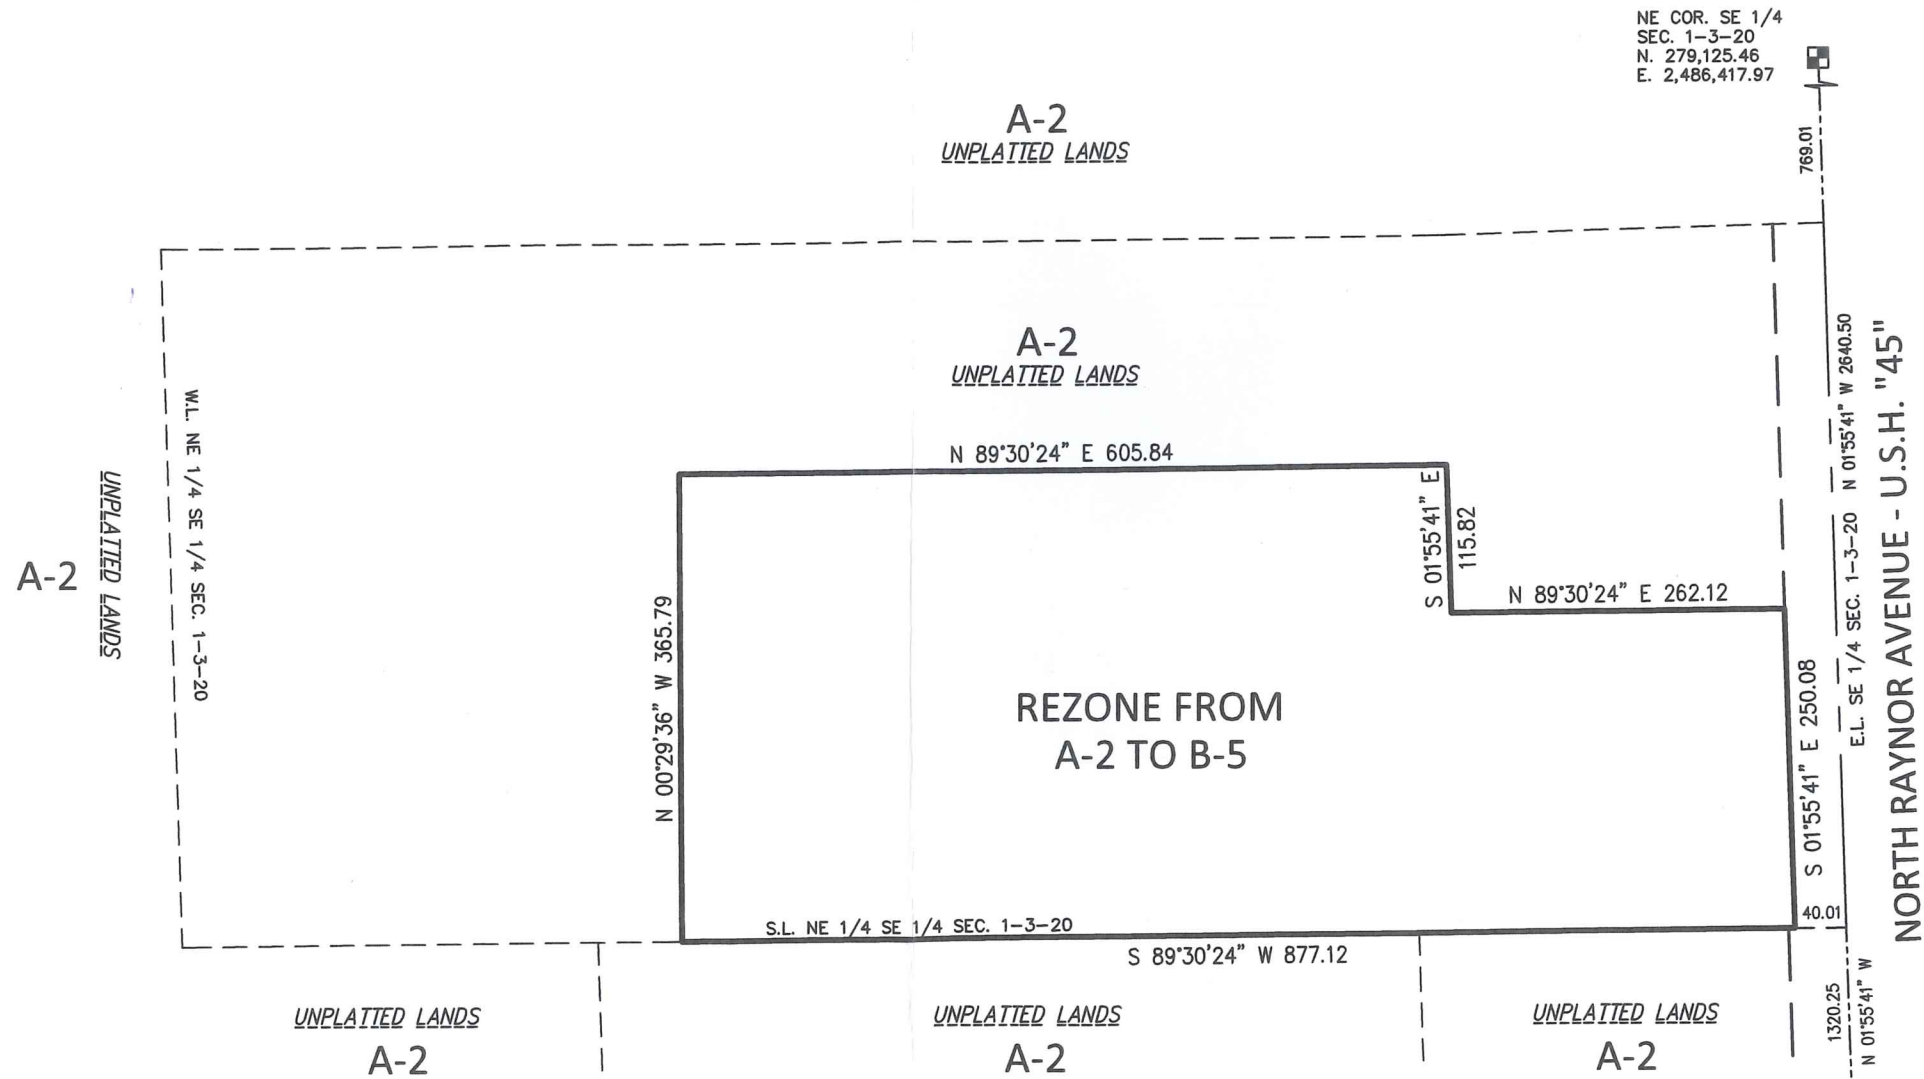 NE COR. SE 1/4
SEC. 1-3-20
N. 279,125.46
E. 2,486,417.97
769.01
A-2
UNPLATTED LANDS
A-2
UNPLATTED LANDS
N 89°30'24" E 605.84
S 01°55'41" E
115.82
N 89°30'24" E 262.12
W.L. NE 1/4 SE 1/4 SEC. 1-3-20
A-2
UNPLATTED LANDS
N 00°29'36" W 365.79
REZONE FROM
A-2 TO B-5
S 01°55'41" E 250.08
E.L. SE 1/4 SEC. 1-3-20 N 01°55'41" W 2640.50
NORTH RAYNOR AVENUE - U.S.H. "45"
40.01
S.L. NE 1/4 SE 1/4 SEC. 1-3-20
S 89°30'24" W 877.12
1320.25
N 01°55'41" W
UNPLATTED LANDS
A-2
UNPLATTED LANDS
A-2
UNPLATTED LANDS
A-2